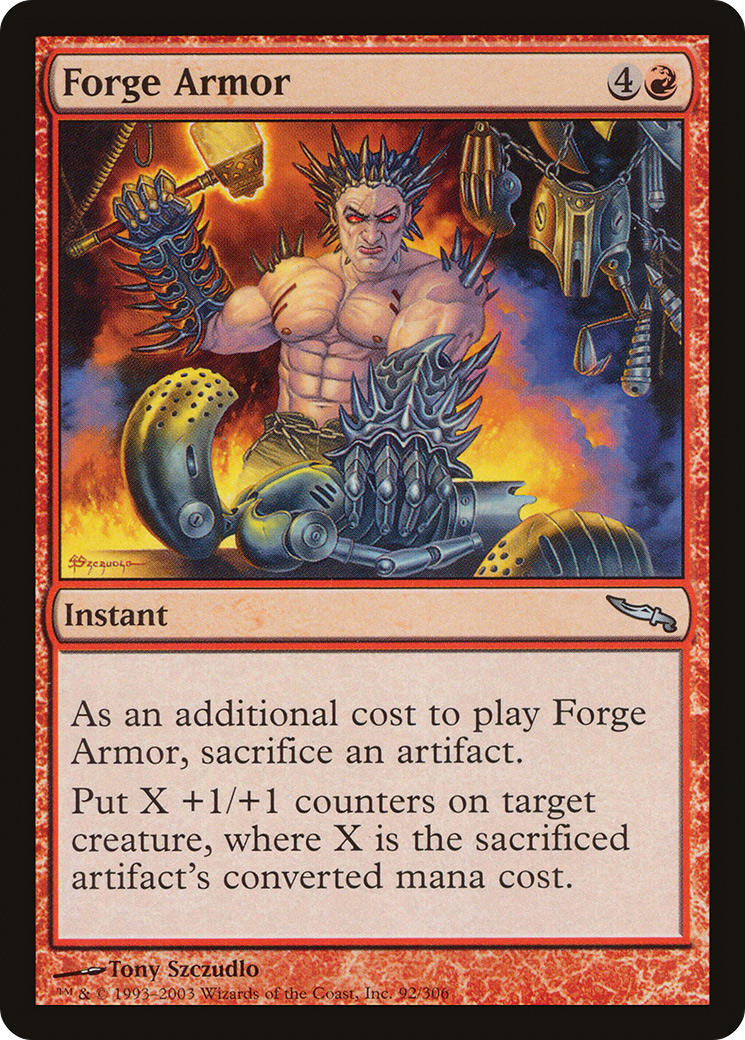 Forge Armor 4
SZCZUDLO
Instant
As an additional cost to play Forge
Armor, sacrifice an artifact.
Put X +1/+1 counters on target
creature, where X is the sacrificed
artifact's converted mana cost.
Tony Szczudlo
™ & © 1993–2003 Wizards of the Coast, Inc. 92/306